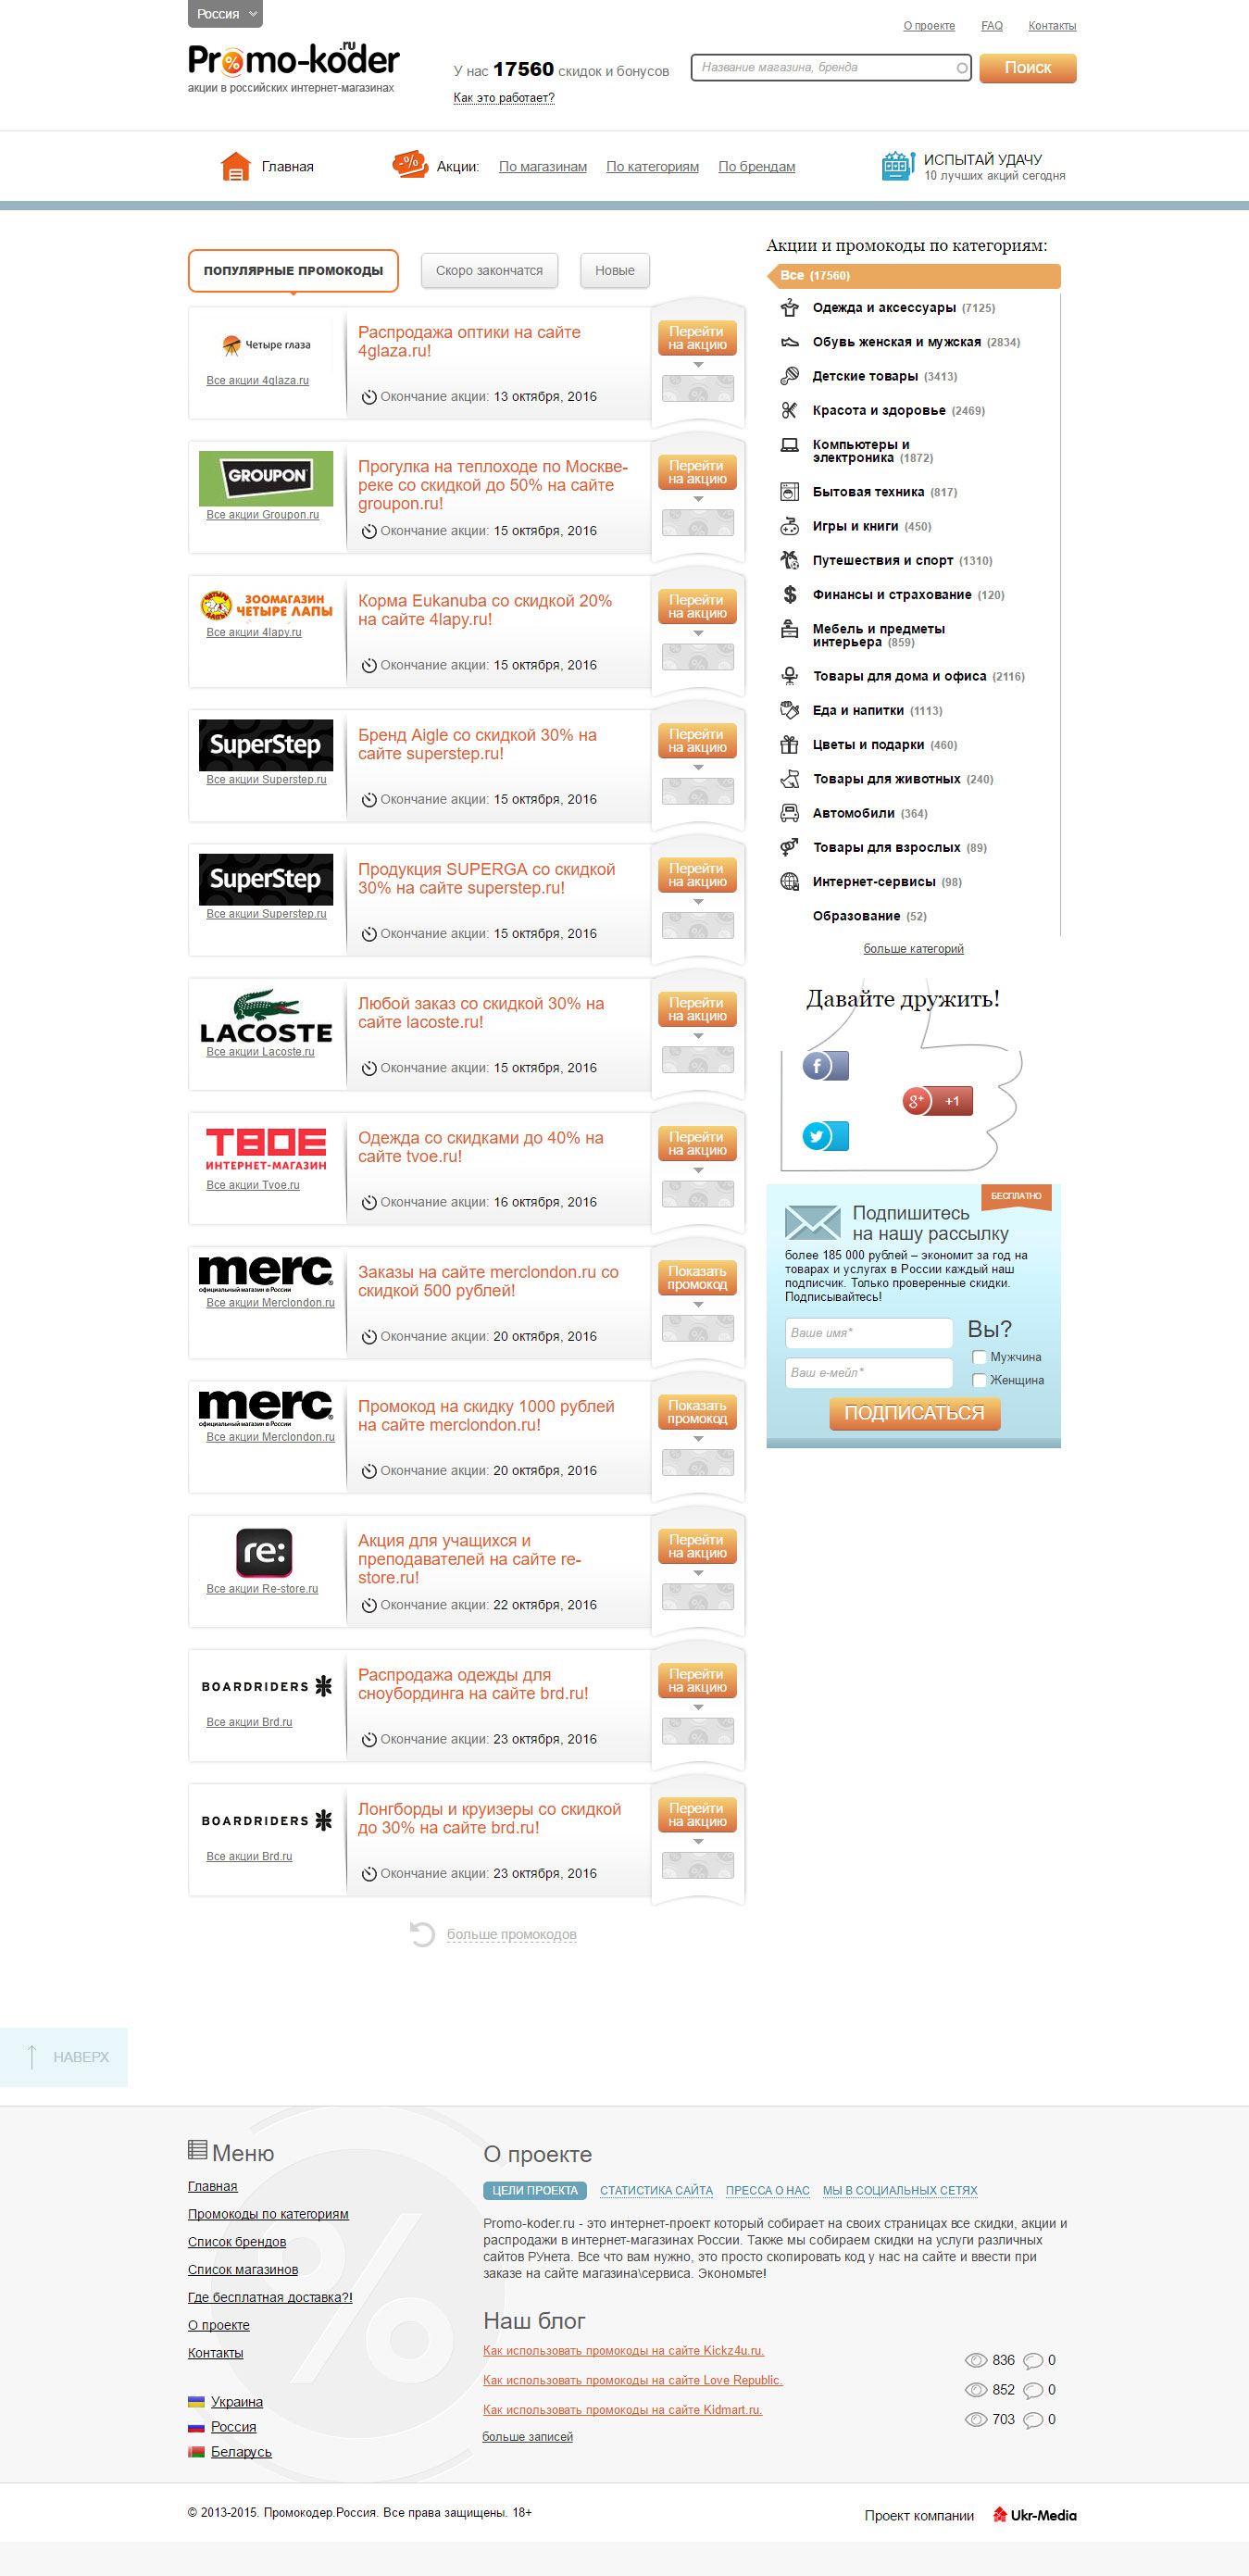 Россия
О проекте FAQ Контакты
Promo-koder.ru
акции в российских интернет-магазинах
У нас 17560 скидок и бонусов
Как это работает?
Название магазина, бренда
Поиск
Главная
Акции: По магазинам По категориям По брендам
ИСПЫТАЙ УДАЧУ
10 лучших акций сегодня
ПОПУЛЯРНЫЕ ПРОМОКОДЫ
Скоро закончатся
Новые
Четыре глаза
Все акции 4glaza.ru
Распродажа оптики на сайте
4glaza.ru!
Окончание акции: 13 октября, 2016
Перейти
на акцию
GROUPON
Все акции Groupon.ru
Прогулка на теплоходе по Москве-
реке со скидкой до 50% на сайте
groupon.ru!
Окончание акции: 15 октября, 2016
Перейти
на акцию
ЗООМАГАЗИН
ЧЕТЫРЕ ЛАПЫ
Все акции 4lapy.ru
Корма Eukanuba со скидкой 20%
на сайте 4lapy.ru!
Окончание акции: 15 октября, 2016
Перейти
на акцию
SuperStep
Все акции Superstep.ru
Бренд Aigle со скидкой 30% на
сайте superstep.ru!
Окончание акции: 15 октября, 2016
Перейти
на акцию
SuperStep
Все акции Superstep.ru
Продукция SUPERGA со скидкой
30% на сайте superstep.ru!
Окончание акции: 15 октября, 2016
Перейти
на акцию
LACOSTE
Все акции Lacoste.ru
Любой заказ со скидкой 30% на
сайте lacoste.ru!
Окончание акции: 15 октября, 2016
Перейти
на акцию
ТВОЕ
ИНТЕРНЕТ-МАГАЗИН
Все акции Tvoe.ru
Одежда со скидками до 40% на
сайте tvoe.ru!
Окончание акции: 16 октября, 2016
Перейти
на акцию
merc®
официальный магазин в России
Все акции Merclondon.ru
Заказы на сайте merclondon.ru со
скидкой 500 рублей!
Окончание акции: 20 октября, 2016
Показать
промокод
merc®
официальный магазин в России
Все акции Merclondon.ru
Промокод на скидку 1000 рублей
на сайте merclondon.ru!
Окончание акции: 20 октября, 2016
Показать
промокод
re:
Все акции Re-store.ru
Акция для учащихся и
преподавателей на сайте re-
store.ru!
Окончание акции: 22 октября, 2016
Перейти
на акцию
BOARDRIDERS
Все акции Brd.ru
Распродажа одежды для
сноубординга на сайте brd.ru!
Окончание акции: 23 октября, 2016
Перейти
на акцию
BOARDRIDERS
Все акции Brd.ru
Лонгборды и круизеры со скидкой
до 30% на сайте brd.ru!
Окончание акции: 23 октября, 2016
Перейти
на акцию
больше промокодов
Акции и промокоды по категориям:
Все (17560)
Одежда и аксессуары (7125)
Обувь женская и мужская (2834)
Детские товары (3413)
Красота и здоровье (2469)
Компьютеры и
электроника (1872)
Бытовая техника (817)
Игры и книги (450)
Путешествия и спорт (1310)
Финансы и страхование (120)
Мебель и предметы
интерьера (859)
Товары для дома и офиса (2116)
Еда и напитки (1113)
Цветы и подарки (460)
Товары для животных (240)
Автомобили (364)
Товары для взрослых (89)
Интернет-сервисы (98)
Образование (52)
больше категорий
Давайте дружить!
f
g+ +1
БЕСПЛАТНО
Подпишитесь
на нашу рассылку
более 185 000 рублей – экономит за год на
товарах и услугах в России каждый наш
подписчик. Только проверенные скидки.
Подписывайтесь!
Ваше имя*
Вы?
Мужчина
Ваш е-мейл*
Женщина
ПОДПИСАТЬСЯ
НАВЕРХ
Меню
Главная
Промокоды по категориям
Список брендов
Список магазинов
Где бесплатная доставка?!
О проекте
Контакты
Украина
Россия
Беларусь
О проекте
ЦЕЛИ ПРОЕКТА СТАТИСТИКА САЙТА ПРЕССА О НАС МЫ В СОЦИАЛЬНЫХ СЕТЯХ
Promo-koder.ru - это интернет-проект который собирает на своих страницах все скидки, акции и
распродажи в интернет-магазинах России. Также мы собираем скидки на услуги различных
сайтов РУнета. Все что вам нужно, это просто скопировать код у нас на сайте и ввести при
заказе на сайте магазина\сервиса. Экономьте!
Наш блог
Как использовать промокоды на сайте Kickz4u.ru. 836 0
Как использовать промокоды на сайте Love Republic. 852 0
Как использовать промокоды на сайте Kidmart.ru. 703 0
больше записей
© 2013-2015. Промокодер.Россия. Все права защищены. 18+
Проект компании Ukr-Media